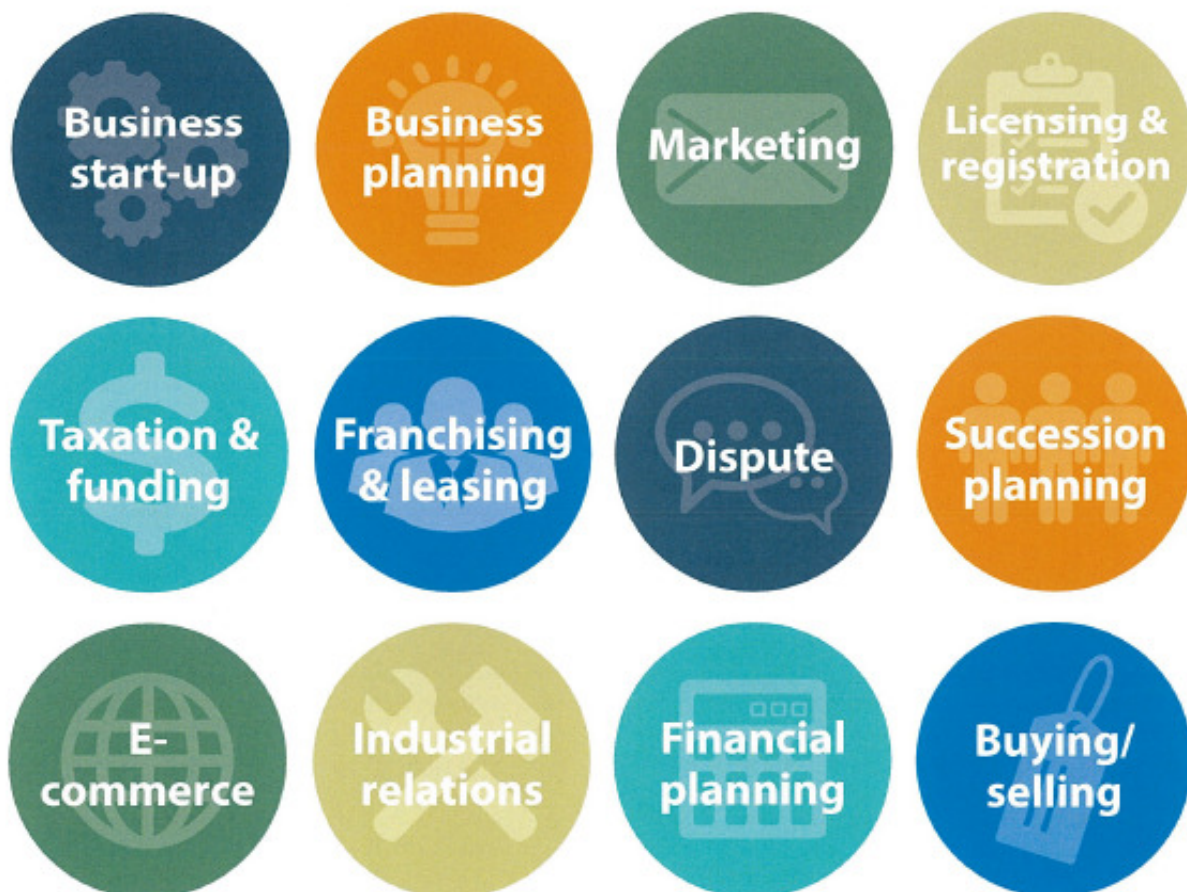 Business
start-up
Business
planning
Marketing
Licensing &
registration
Taxation &
funding
Franchising
& leasing
Dispute
Succession
planning
E-
commerce
Industrial
relations
Financial
planning
Buying/
selling